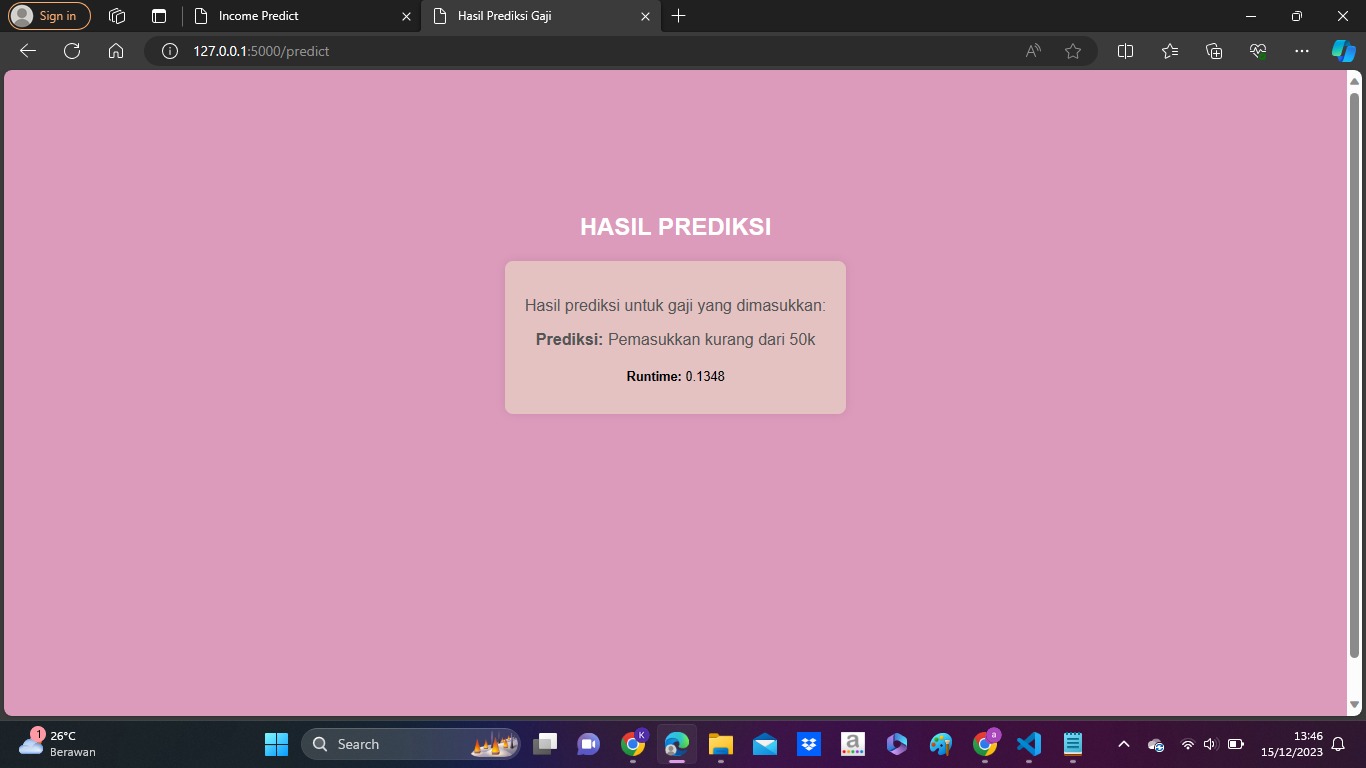 Sign in
Income Predict
Hasil Prediksi Gaji
127.0.0.1:5000/predict
HASIL PREDIKSI
Hasil prediksi untuk gaji yang dimasukkan:
Prediksi: Pemasukkan kurang dari 50k
Runtime: 0.1348
1
26°C
Berawan
Search
K
a
a
13:46
15/12/2023